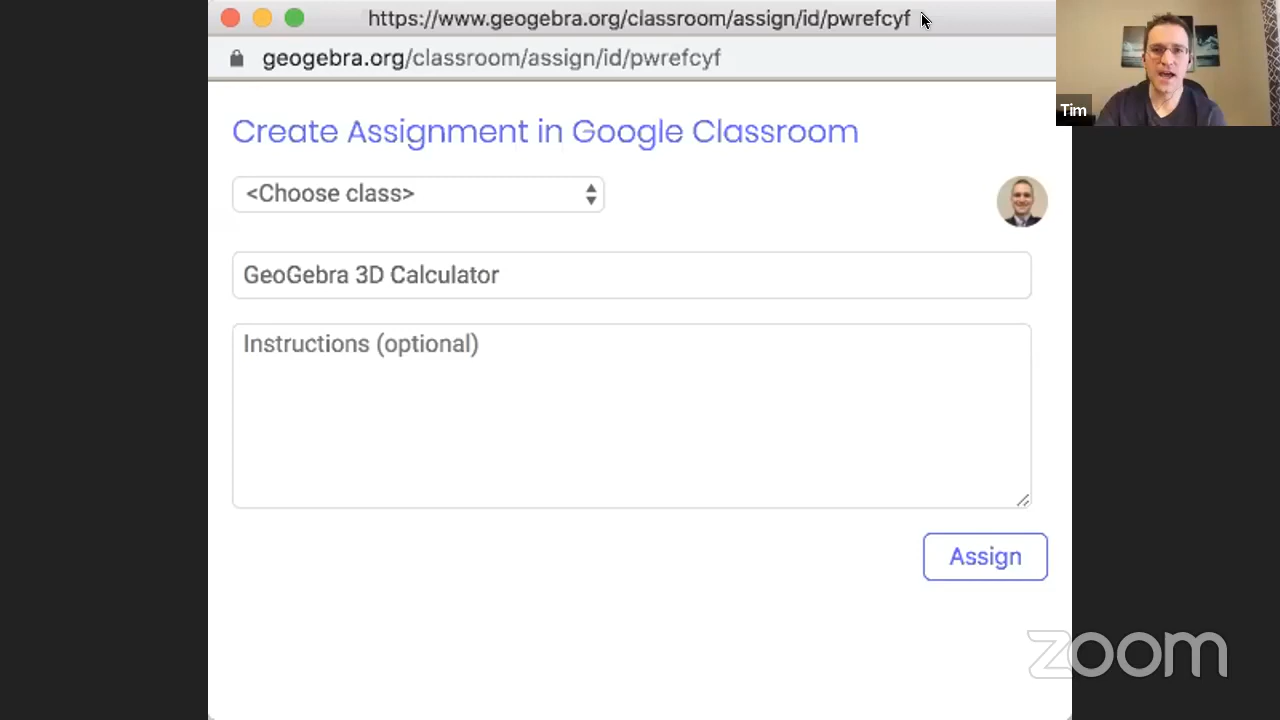 https://www.geogebra.org/classroom/assign/id/pwrefcyf
geogebra.org/classroom/assign/id/pwrefcyf
Tim
Create Assignment in Google Classroom
<Choose class>
GeoGebra 3D Calculator
Instructions (optional)
Assign
zoom